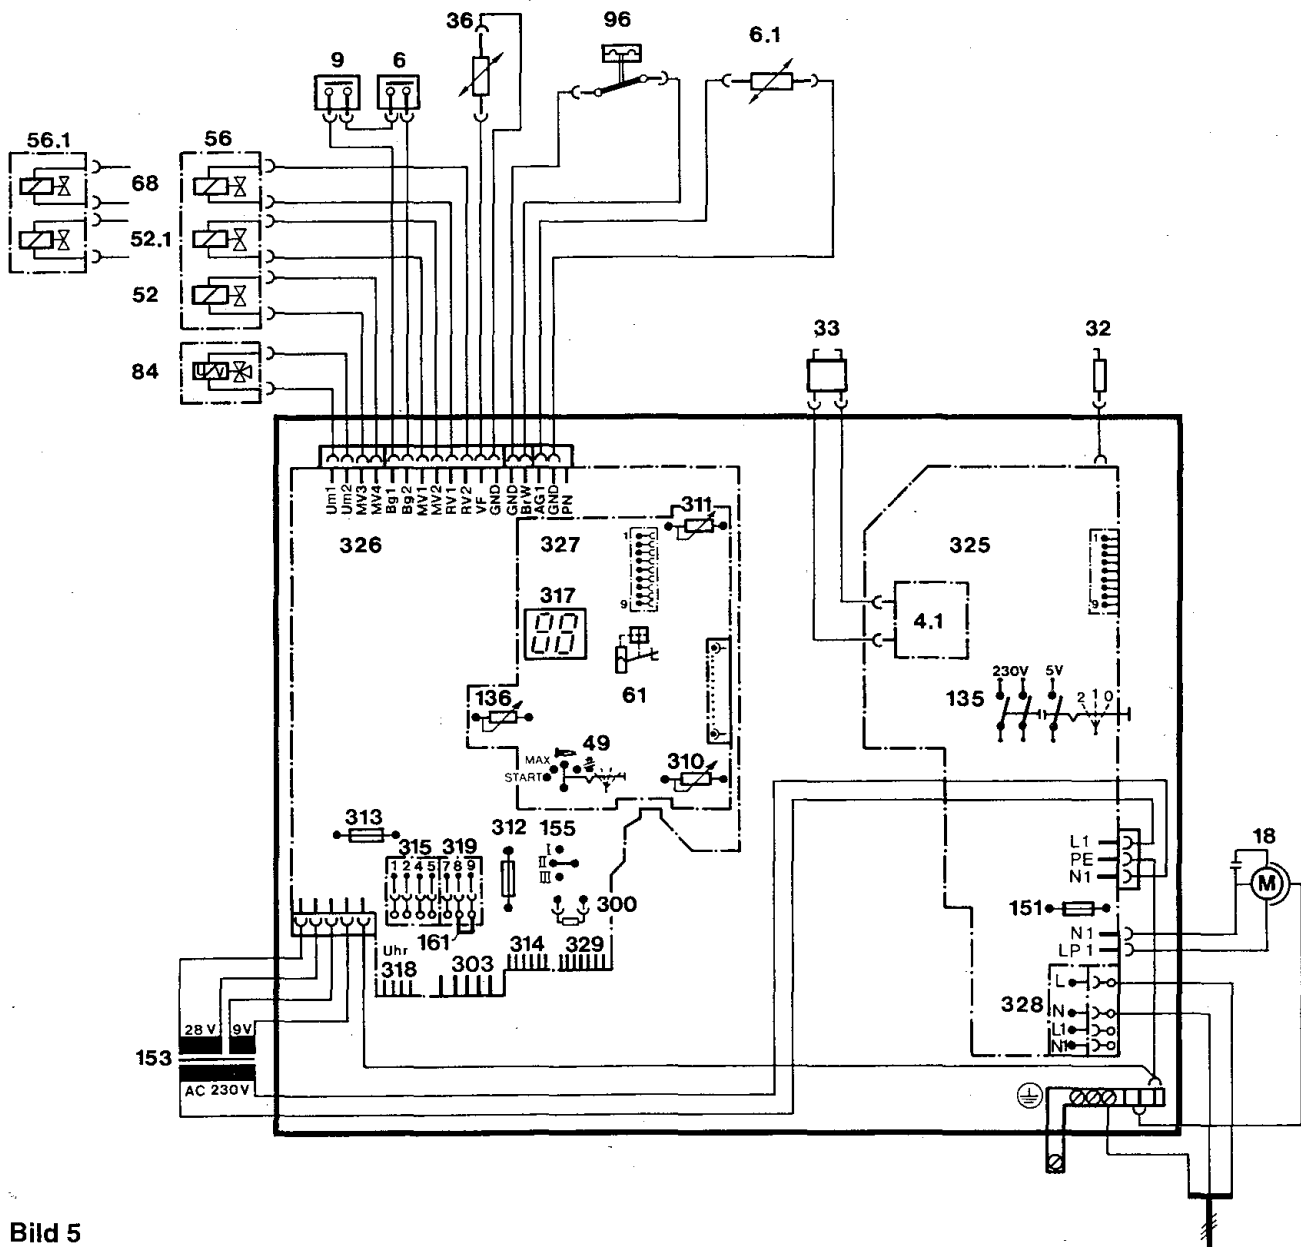 36
96
6.1
9
6
56.1
56
68
52.1
52
84
33
32
Um1
Um2
MV3
MV4
Bg1
Bg2
MV1
MV2
RV1
RV2
VF
GND
GND
BrW
AG1
GND
PN
326
327
311
1
9
317
61
136
49
MAX
START
310
325
1
9
4.1
230V
5V
135
2 1 0
313
315
319
1 2 4 5 7 8 9
312
155
I
II
III
300
161
Uhr
318
303
314
329
L1
PE
N1
151
N1
LP1
328
L
N
L1
N1
18
M
153
28 V
9V
AC 230V
U
V
Bild 5